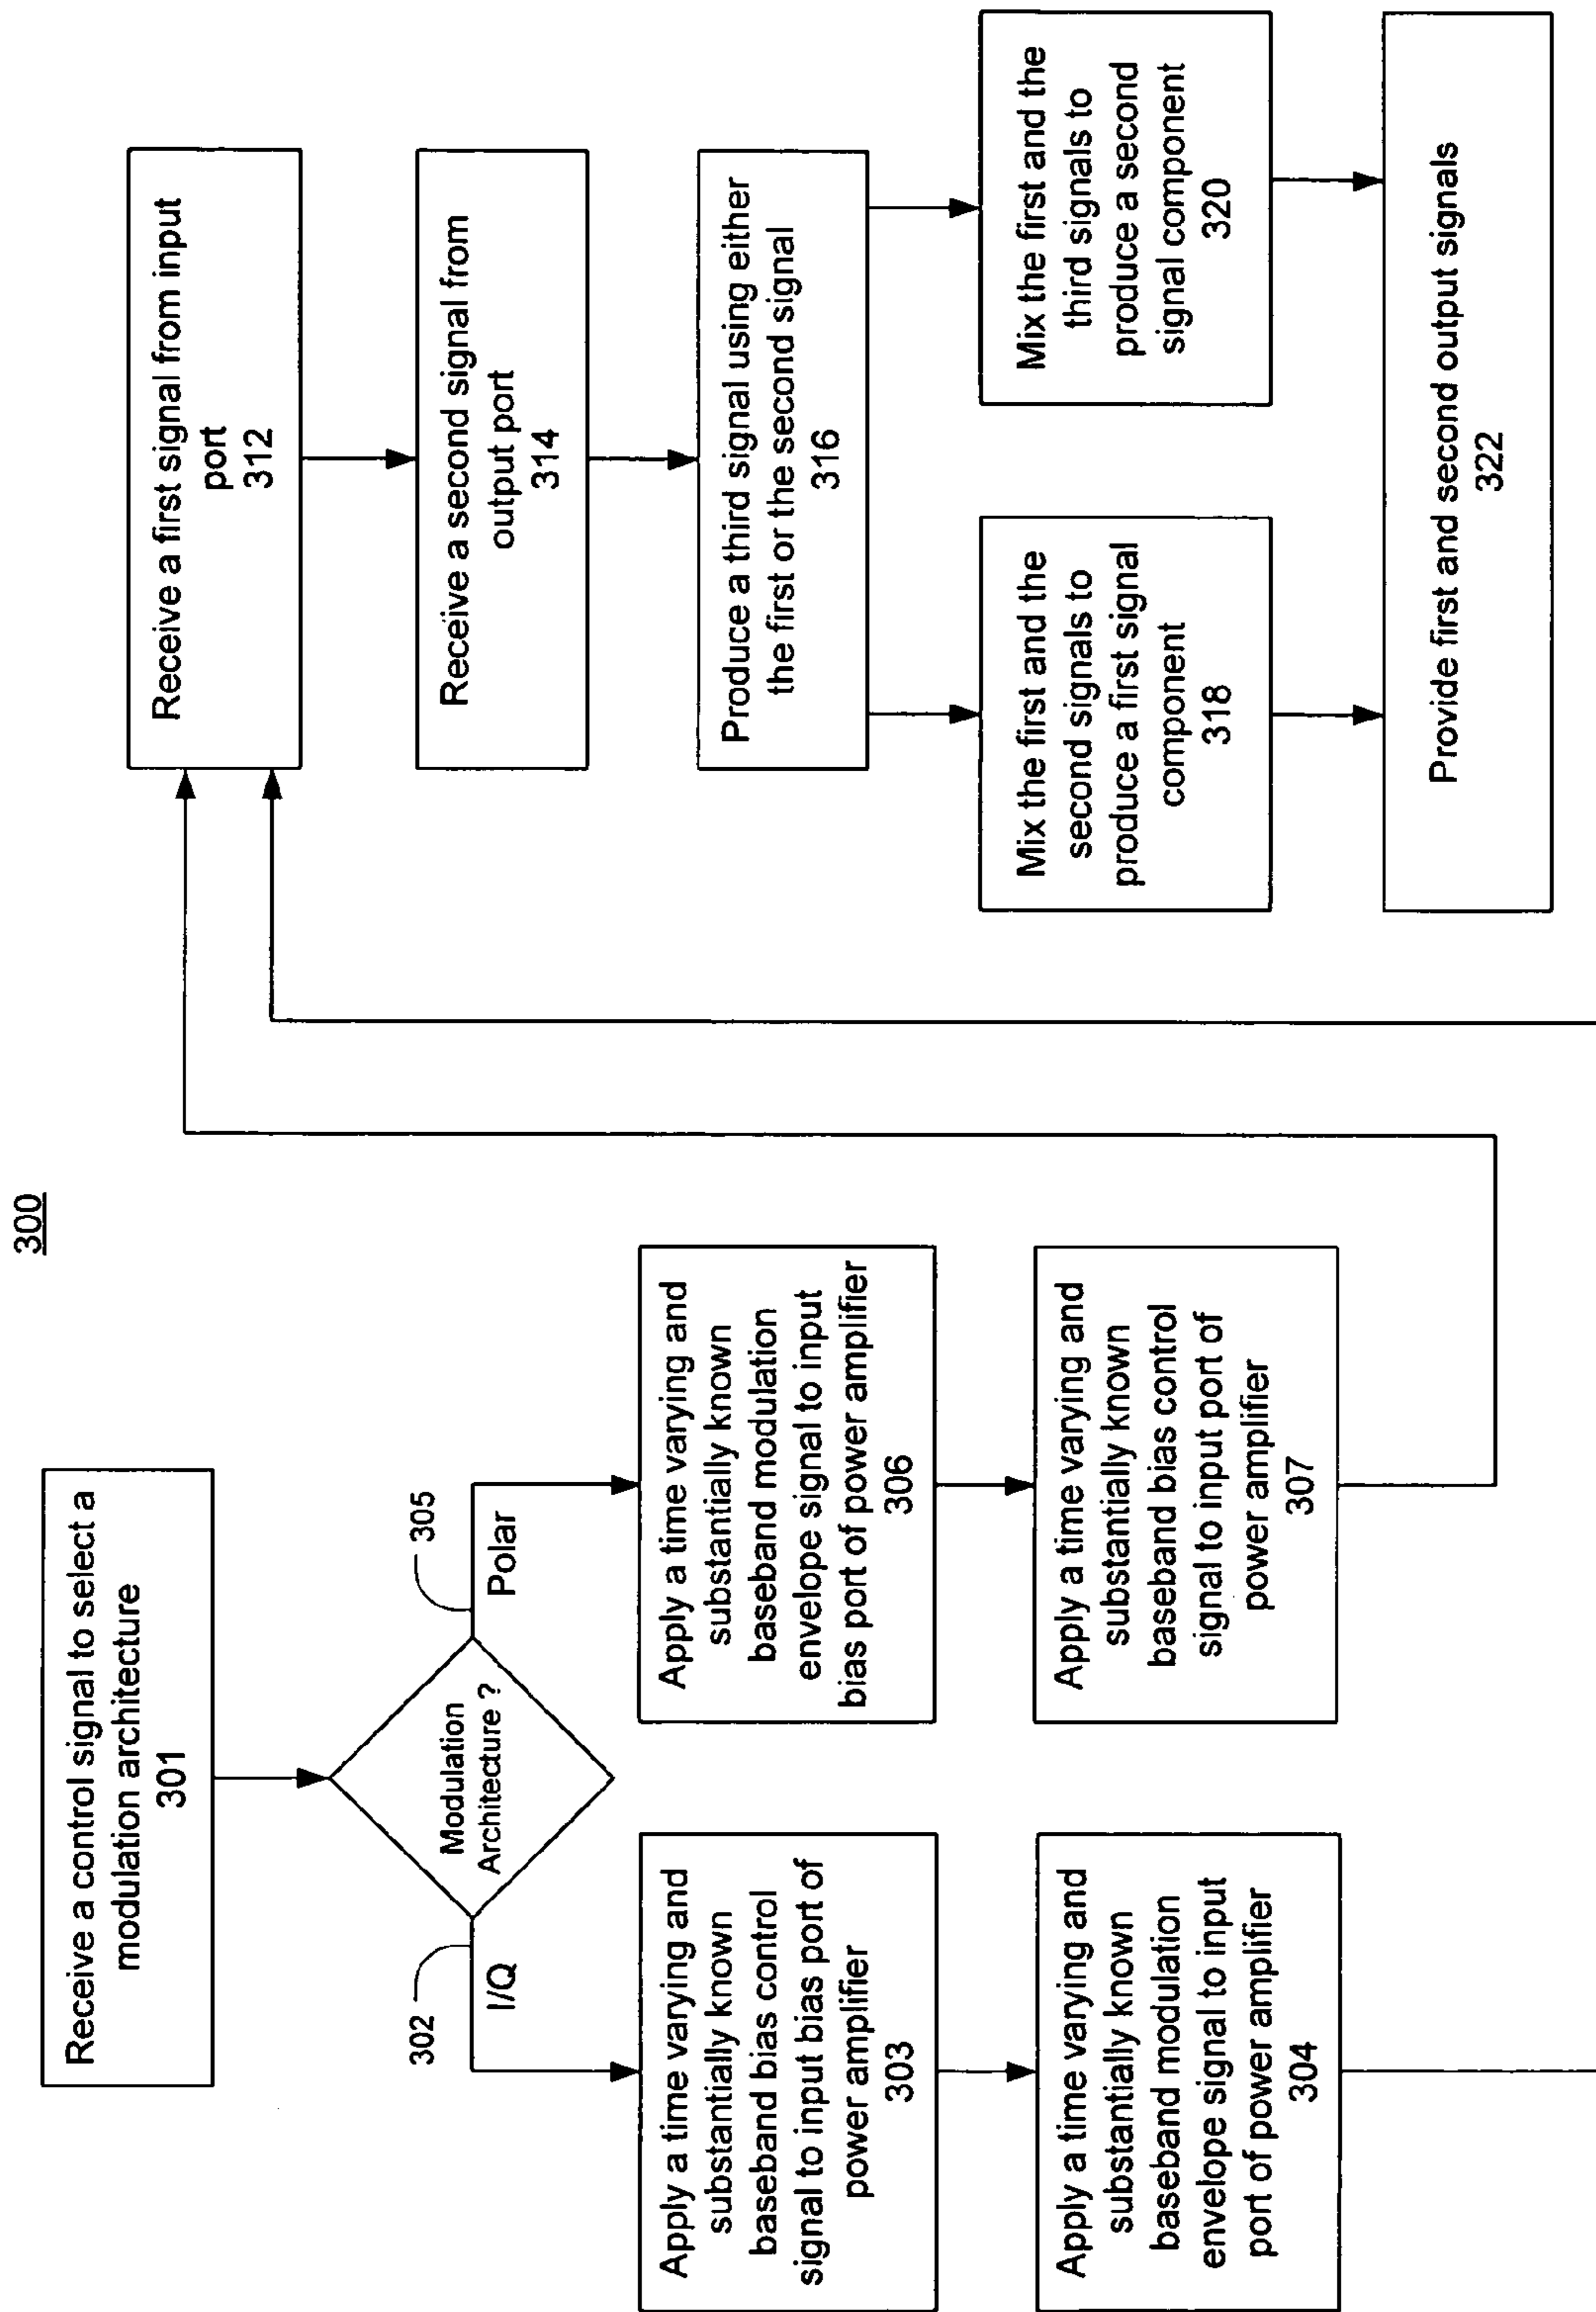 300
Receive a control signal to select a
modulation architecture
301
Modulation
Architecture ?
302
I/Q
305
Polar
Apply a time varying and
substantially known
baseband bias control
signal to input bias port of
power amplifier
303
Apply a time varying and
substantially known
baseband modulation
envelope signal to input
port of power amplifier
304
Apply a time varying and
substantially known
baseband modulation
envelope signal to input
bias port of power amplifier
306
Apply a time varying and
substantially known
baseband bias control
signal to input port of
power amplifier
307
Receive a first signal from input
port
312
Receive a second signal from
output port
314
Produce a third signal using either
the first or the second signal
316
Mix the first and the
second signals to
produce a first signal
component
318
Mix the first and the
third signals to
produce a second
signal component
320
Provide first and second output signals
322